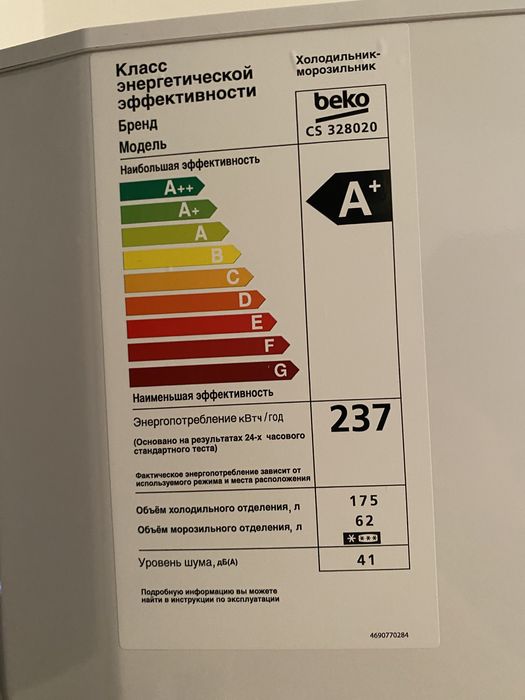 Класс
энергетической
эффективности
Холодильник-
морозильник
Бренд
beko
Модель
CS 328020
Наибольшая эффективность
A++
A+
A
B
C
D
E
F
G
A+
Наименьшая эффективность
Энергопотребление кВтч/год
237
(Основано на результатах 24-х часового
стандартного теста)
Фактическое энергопотребление зависит от
используемого режима и места расположения
Объём холодильного отделения, л 175
Объём морозильного отделения, л 62
Уровень шума, дБ(А) 41
Подробную информацию вы можете
найти в инструкции по эксплуатации
4690770284